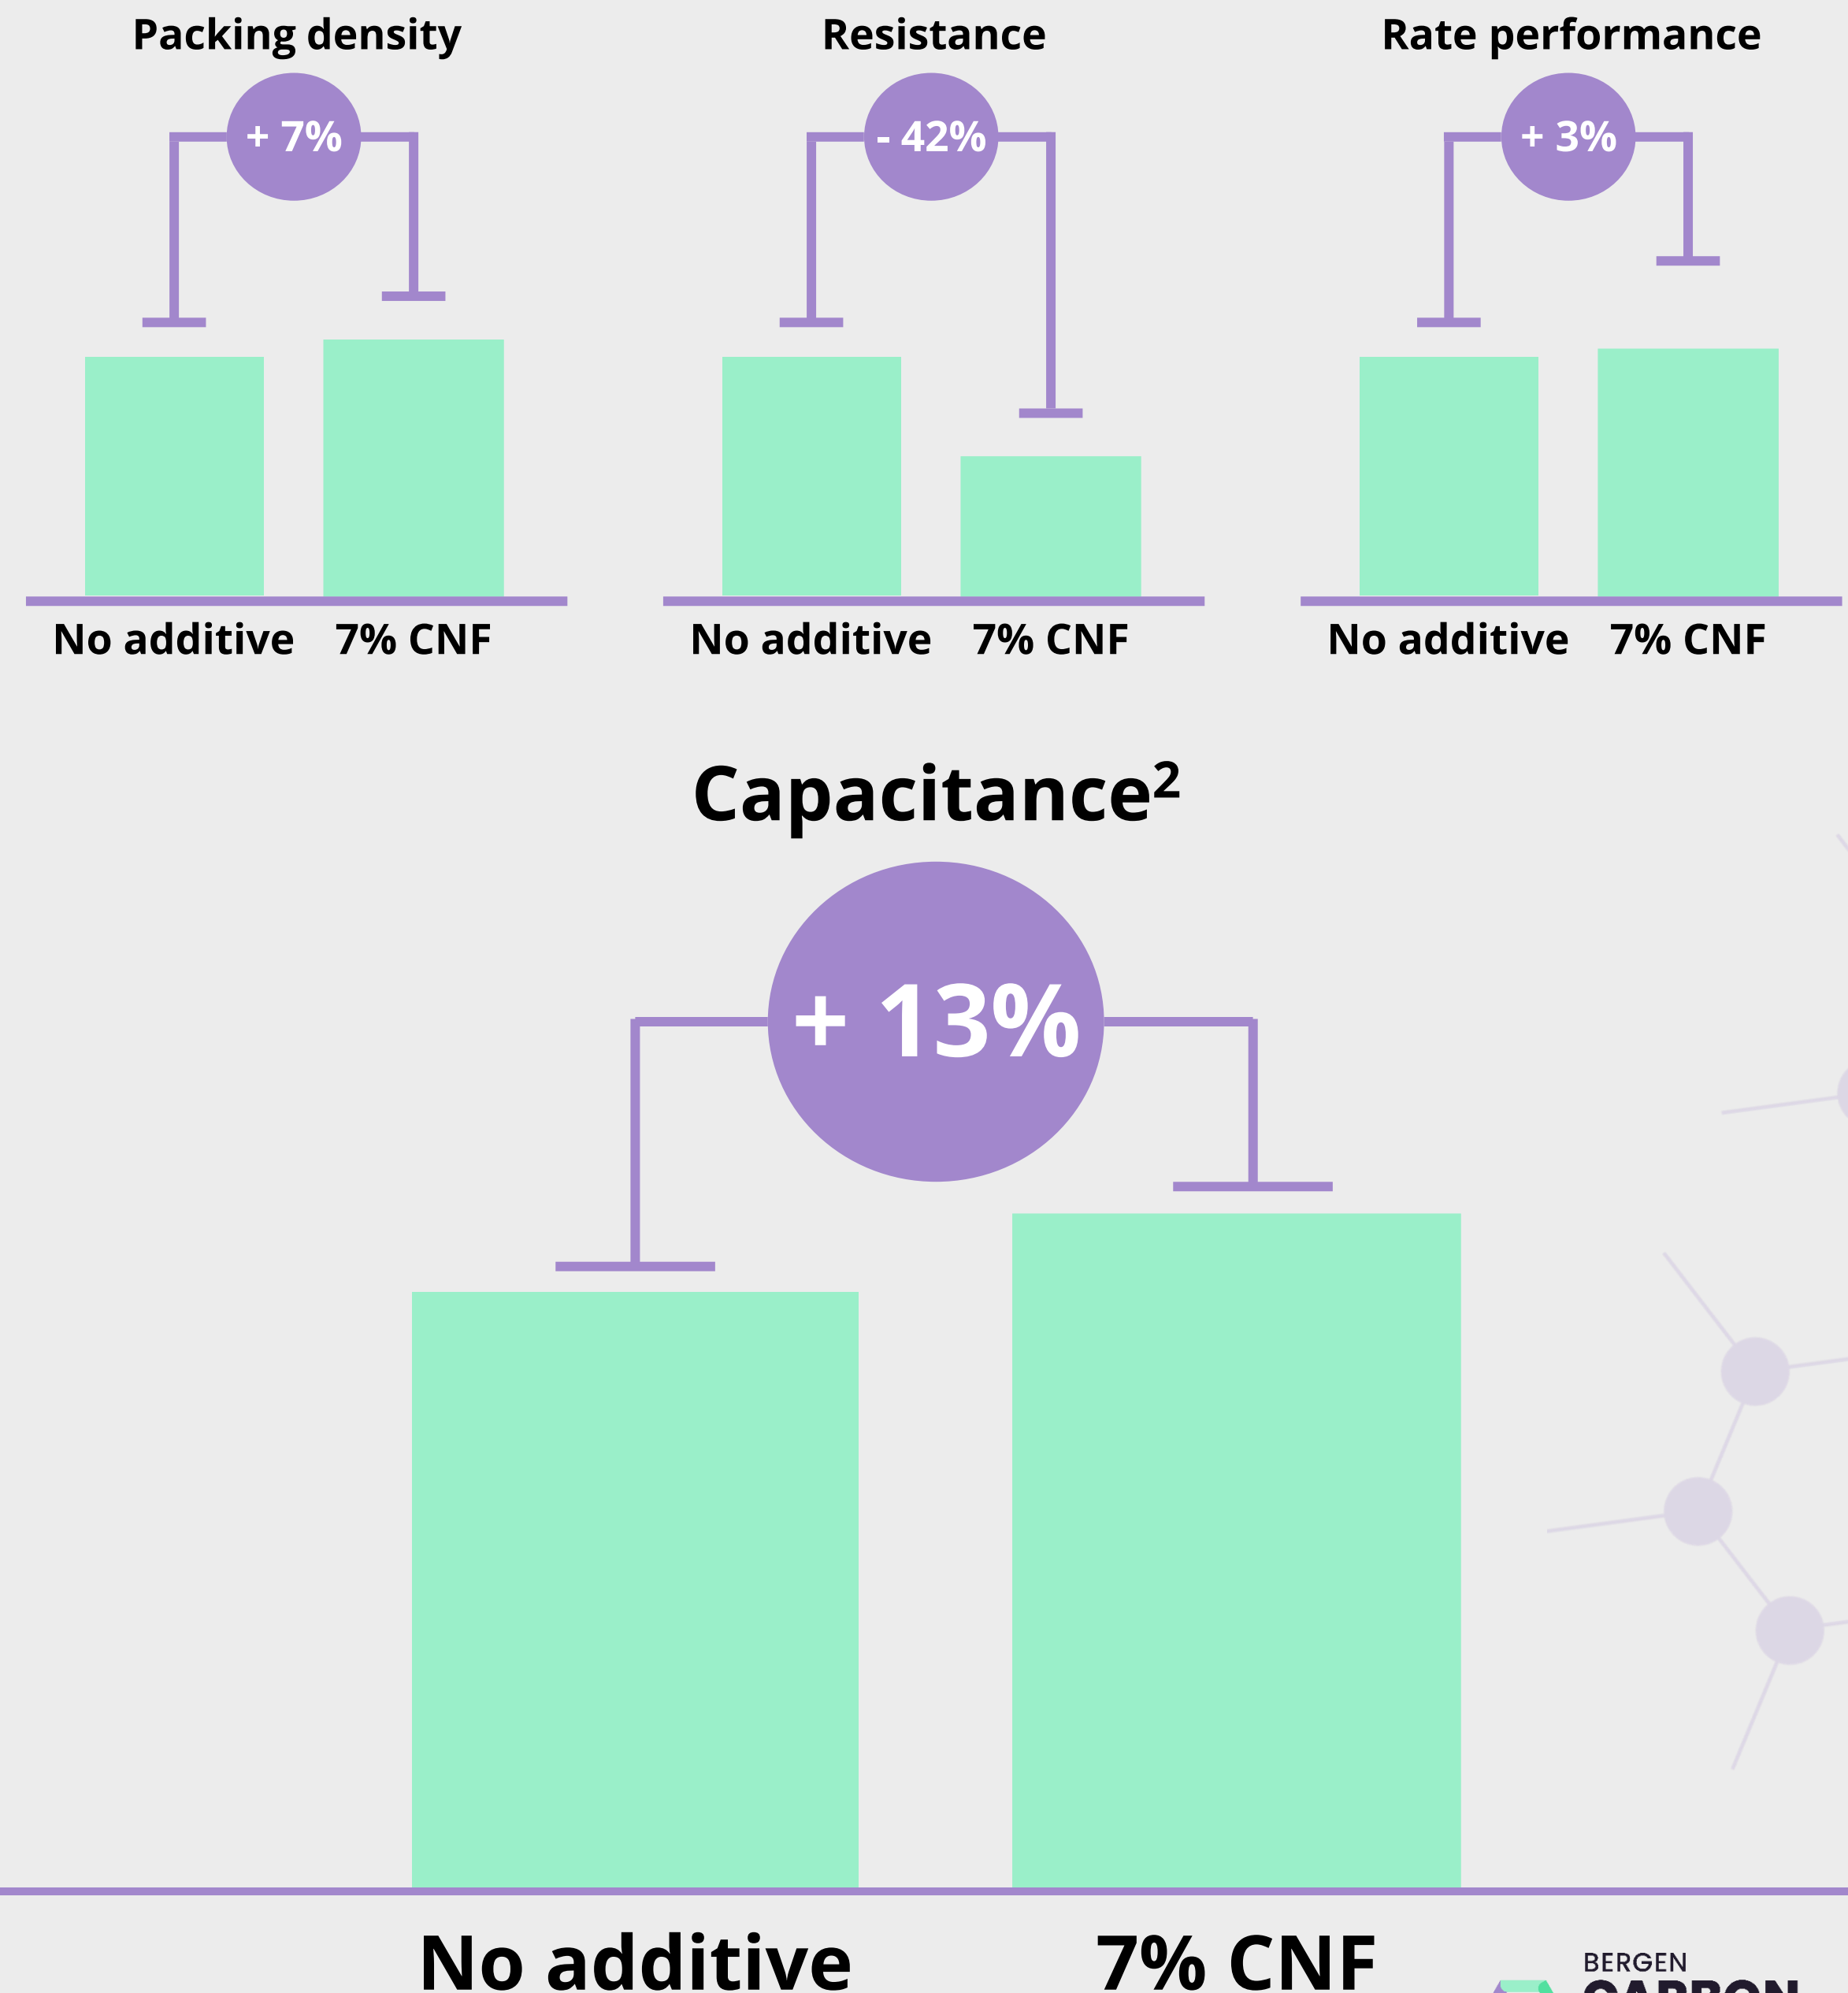 Packing density
Resistance
Rate performance
+ 7%
- 42%
+ 3%
No additive 7% CNF
No additive 7% CNF
No additive 7% CNF
Capacitance²
+ 13%
No additive 7% CNF
BERGEN
CARBON